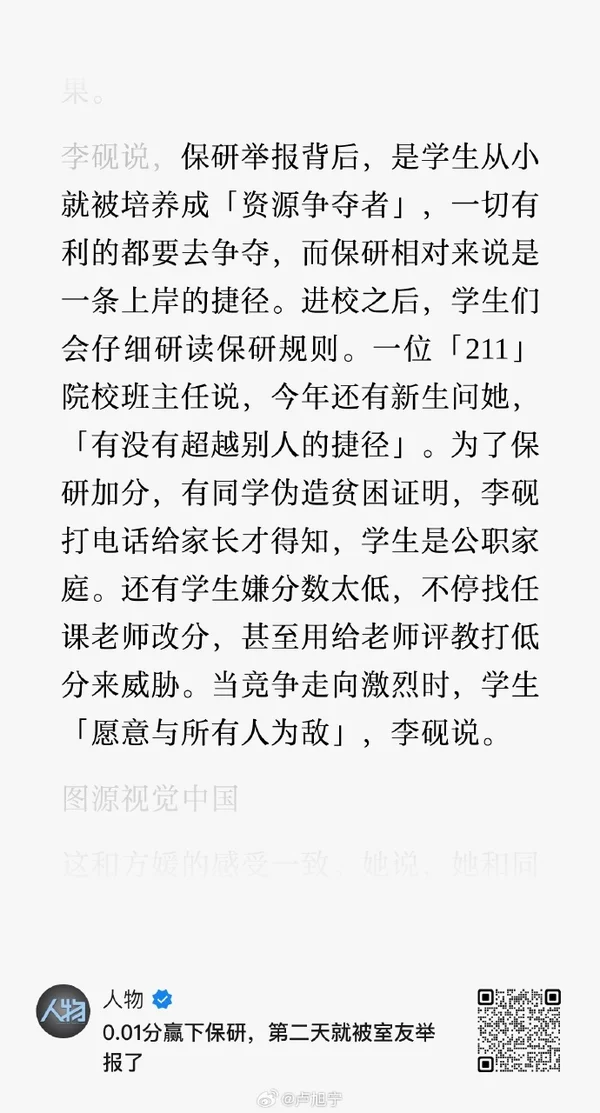 果。
李砚说，保研举报背后，是学生从小
就被培养成「资源争夺者」，一切有
利的都要去争夺，而保研相对来说是
一条上岸的捷径。进校之后，学生们
会仔细研读保研规则。一位「211」
院校班主任说，今年还有新生问她，
「有没有超越别人的捷径」。为了保
研加分，有同学伪造贫困证明，李砚
打电话给家长才得知，学生是公职家
庭。还有学生嫌分数太低，不停找任
课老师改分，甚至用给老师评教打低
分来威胁。当竞争走向激烈时，学生
「愿意与所有人为敌」，李砚说。
图源视觉中国
这和方媛的感受一致，她说，她和同
人物
人物
0.01分赢下保研，第二天就被室友举
报了
@卢旭宁